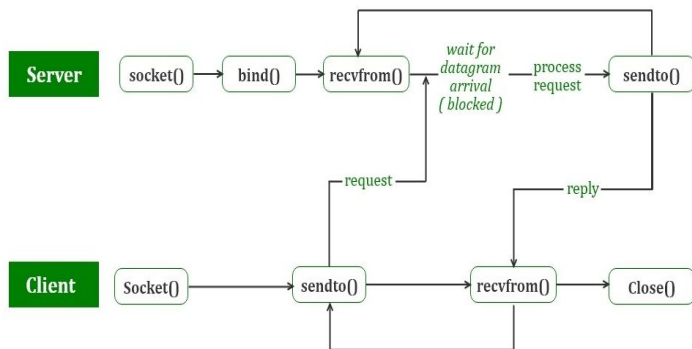 Server
socket()
bind()
recvfrom()
wait for
datagram
arrival
( blocked )
process
request
sendto()
request
reply
Client
Socket()
sendto()
recvfrom()
Close()